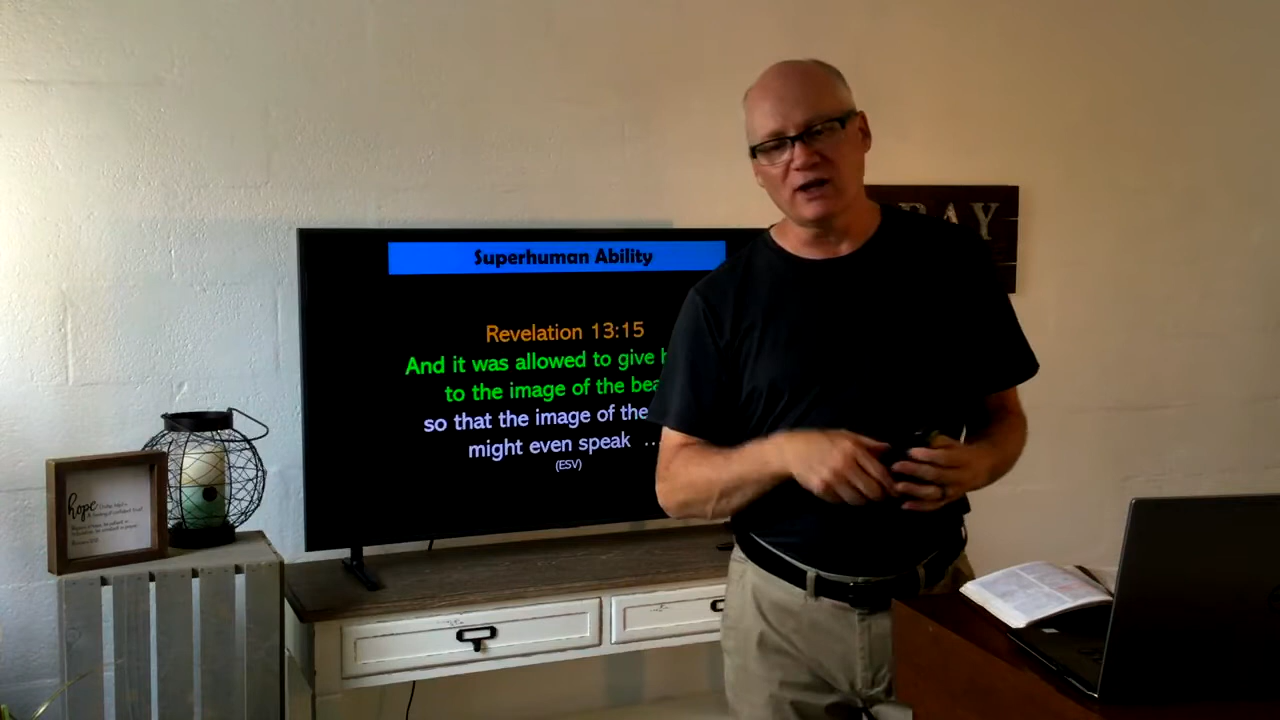 Superhuman Ability
Revelation 13:15
And it was allowed to give
to the image of the
so that the image of the
might even speak ...
(ESV)
hope